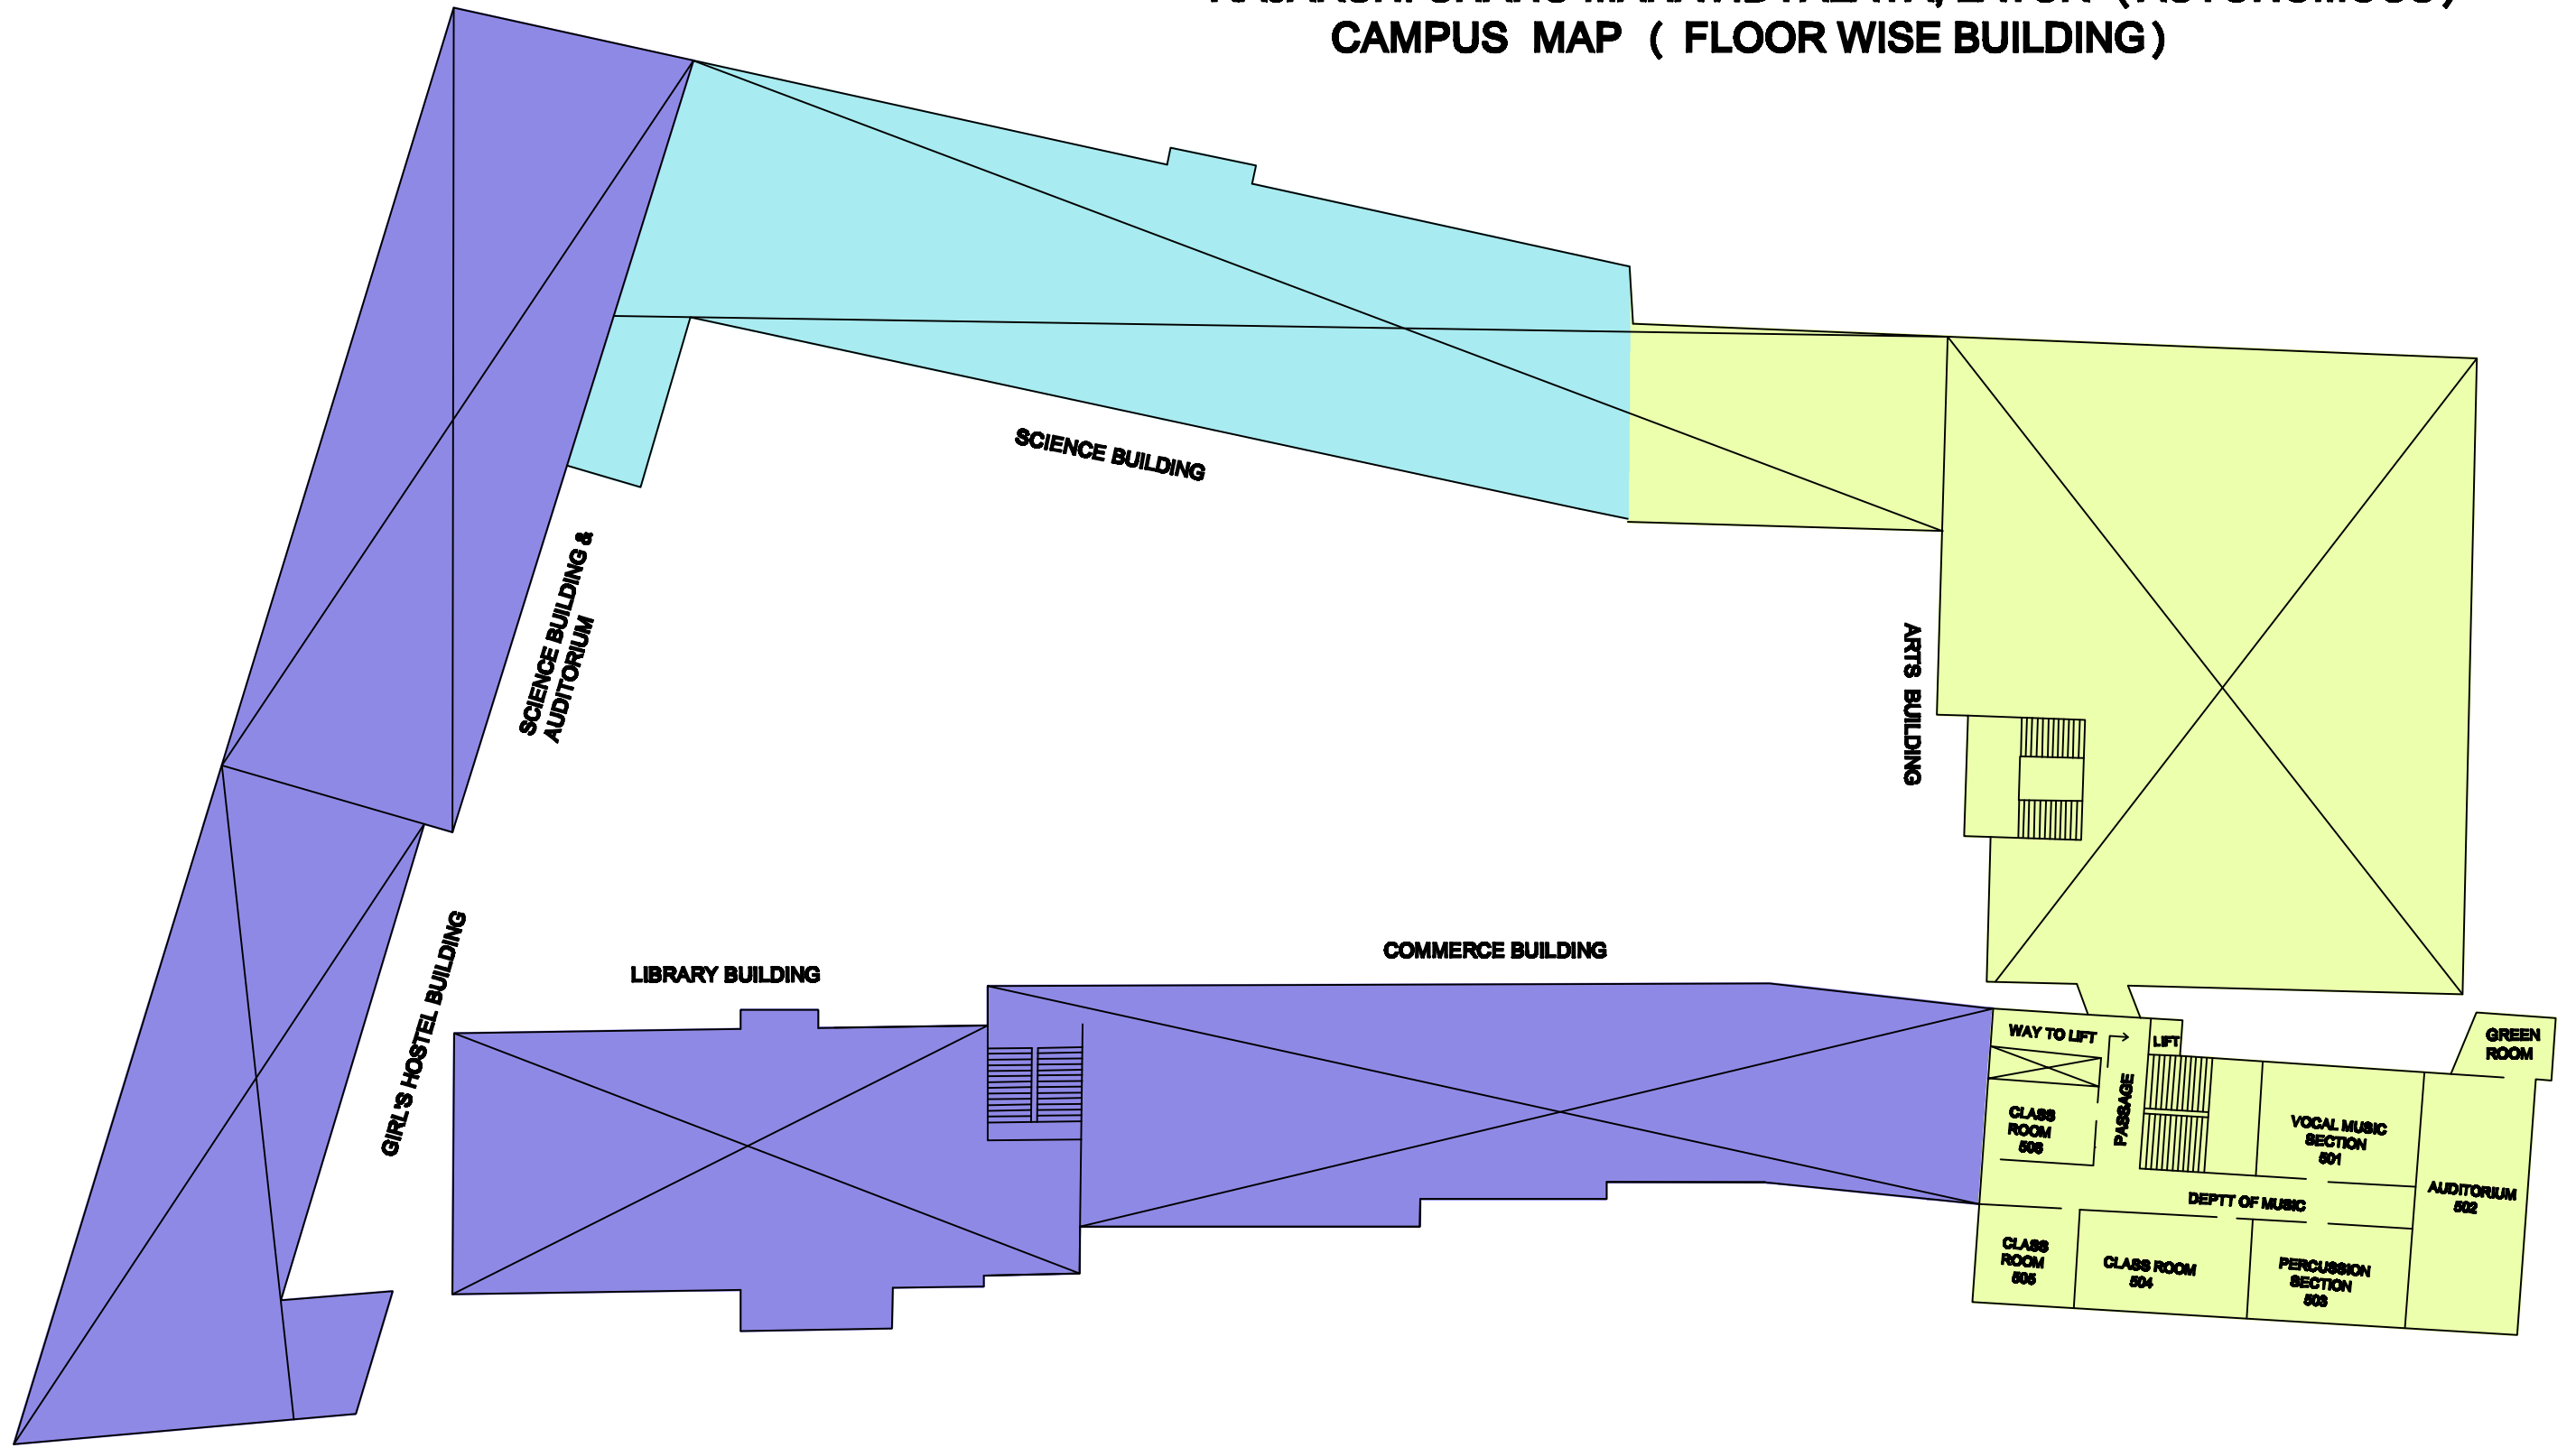 CAMPUS MAP ( FLOOR WISE BUILDING )
SCIENCE BUILDING
SCIENCE BUILDING &
AUDITORIUM
ARTS BUILDING
GIRL'S HOSTEL BUILDING
LIBRARY BUILDING
COMMERCE BUILDING
WAY TO LIFT
LIFT
GREEN
ROOM
PASSAGE
CLASS
ROOM
506
VOCAL MUSIC
SECTION
501
AUDITORIUM
502
DEPTT OF MUSIC
CLASS
ROOM
505
CLASS ROOM
504
PERCUSSION
SECTION
503